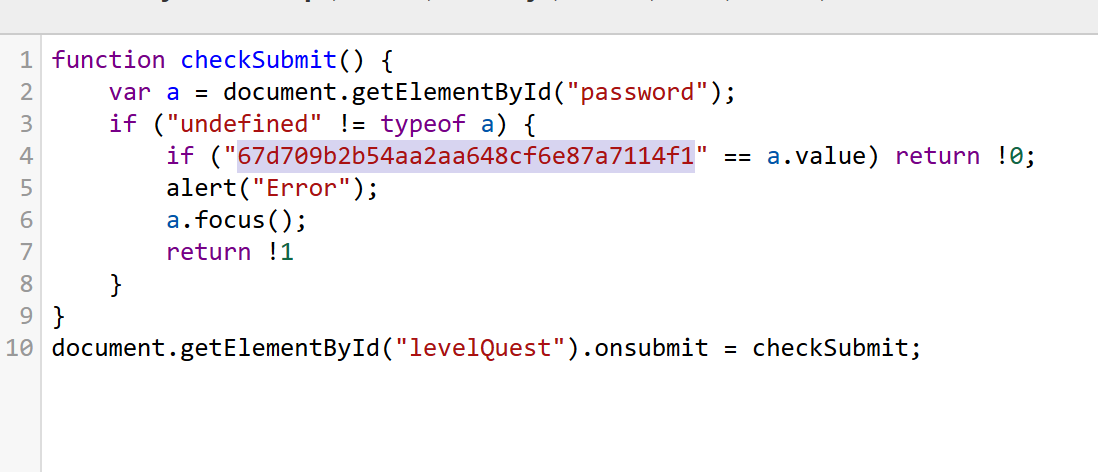 1 function checkSubmit() {
2     var a = document.getElementById("password");
3     if ("undefined" != typeof a) {
4         if ("67d709b2b54aa2aa648cf6e87a7114f1" == a.value) return !0;
5         alert("Error");
6         a.focus();
7         return !1
8     }
9 }
10 document.getElementById("levelQuest").onsubmit = checkSubmit;